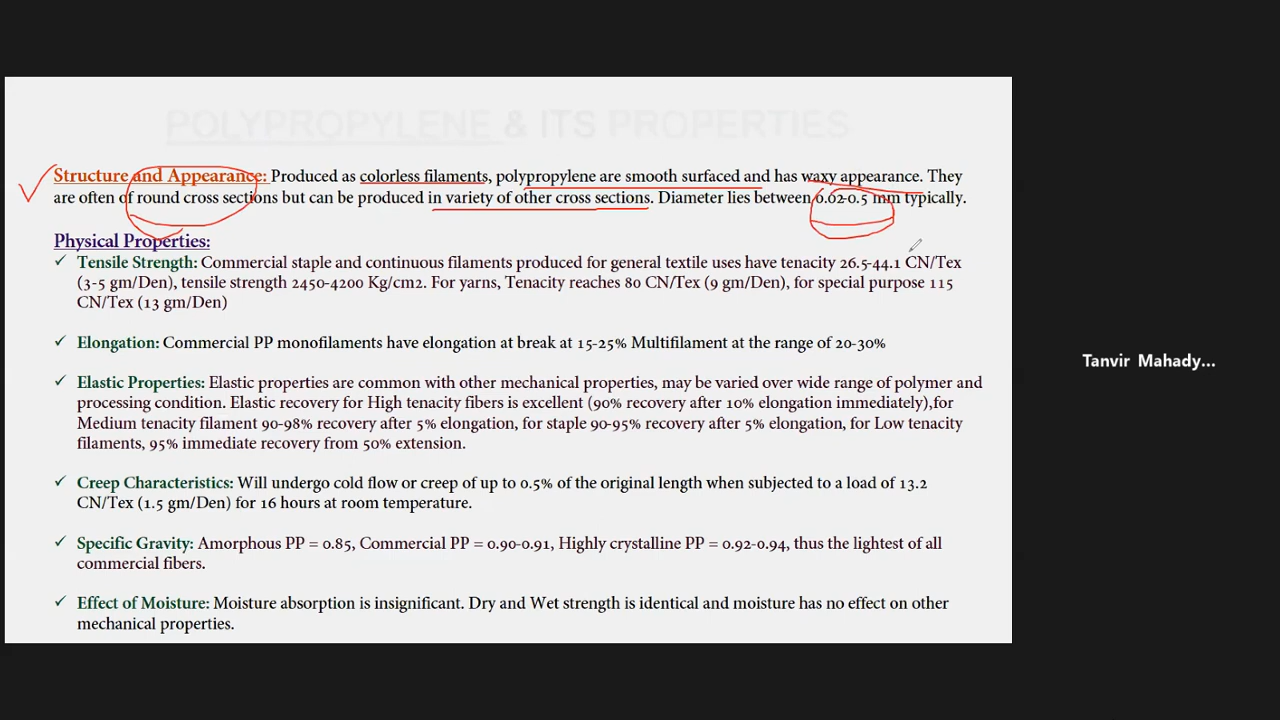 POLYPROPYLENE & ITS PROPERTIES
Structure and Appearance: Produced as colorless filaments, polypropylene are smooth surfaced and has waxy appearance. They
are often of round cross sections but can be produced in variety of other cross sections. Diameter lies between 0.02-0.5 mm typically.
Physical Properties:
✓ Tensile Strength: Commercial staple and continuous filaments produced for general textile uses have tenacity 26.5-44.1 CN/Tex
(3-5 gm/Den), tensile strength 2450-4200 Kg/cm2. For yarns, Tenacity reaches 80 CN/Tex (9 gm/Den), for special purpose 115
CN/Tex (13 gm/Den)
✓ Elongation: Commercial PP monofilaments have elongation at break at 15-25% Multifilament at the range of 20-30%
✓ Elastic Properties: Elastic properties are common with other mechanical properties, may be varied over wide range of polymer and
processing condition. Elastic recovery for High tenacity fibers is excellent (90% recovery after 10% elongation immediately),for
Medium tenacity filament 90-98% recovery after 5% elongation, for staple 90-95% recovery after 5% elongation, for Low tenacity
filaments, 95% immediate recovery from 50% extension.
✓ Creep Characteristics: Will undergo cold flow or creep of up to 0.5% of the original length when subjected to a load of 13.2
CN/Tex (1.5 gm/Den) for 16 hours at room temperature.
✓ Specific Gravity: Amorphous PP = 0.85, Commercial PP = 0.90-0.91, Highly crystalline PP = 0.92-0.94, thus the lightest of all
commercial fibers.
✓ Effect of Moisture: Moisture absorption is insignificant. Dry and Wet strength is identical and moisture has no effect on other
mechanical properties.
Tanvir Mahady...